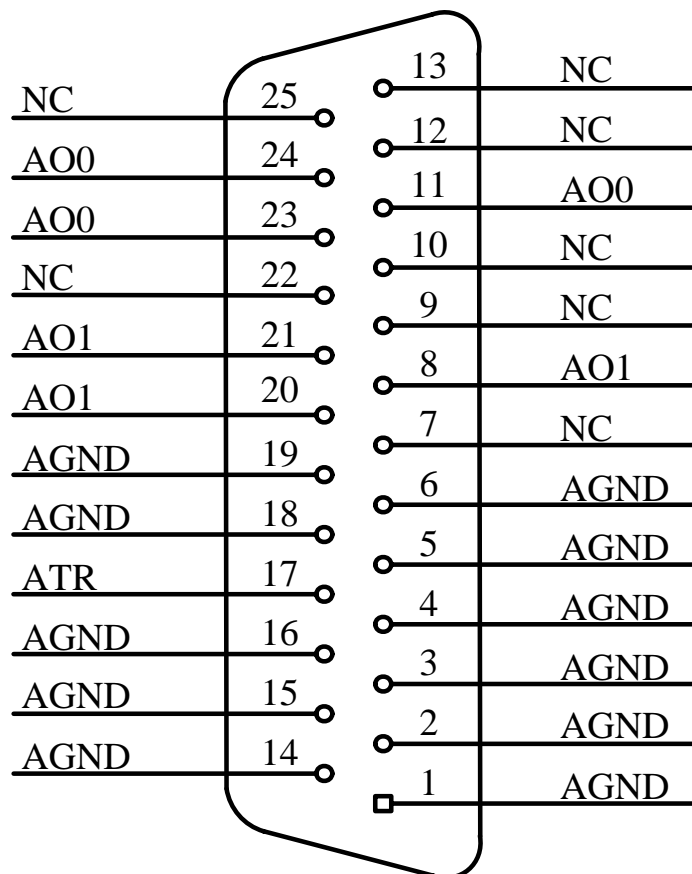 13 NC
NC 25
12 NC
AO0 24
11 AO0
AO0 23
10 NC
NC 22
9 NC
AO1 21
8 AO1
AO1 20
7 NC
AGND 19
6 AGND
AGND 18
5 AGND
ATR 17
4 AGND
AGND 16
3 AGND
AGND 15
2 AGND
AGND 14
1 AGND